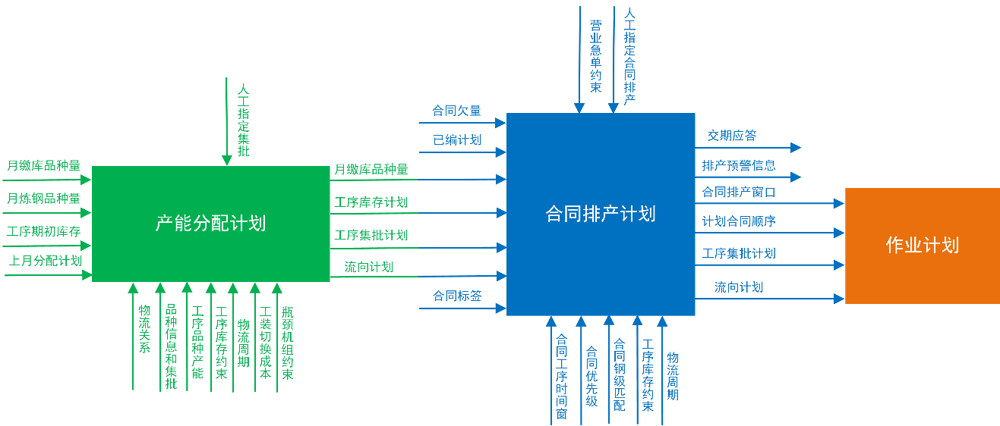 人工指定集批
月缴库品种量
月炼钢品种量
工序期初库存
上月分配计划
产能分配计划
物流关系
品种信息和集批
工序品种产能
工序库存约束
物流周期
工装切换成本
瓶颈机组约束
月缴库品种量
工序库存计划
工序集批计划
流向计划
营业急单约束
人工指定合同排产
合同欠量
已编计划
合同标签
合同排产计划
合同工序时间窗
合同优先级
合同钢级匹配
工序库存约束
物流周期
交期应答
排产预警信息
合同排产窗口
计划合同顺序
工序集批计划
流向计划
作业计划